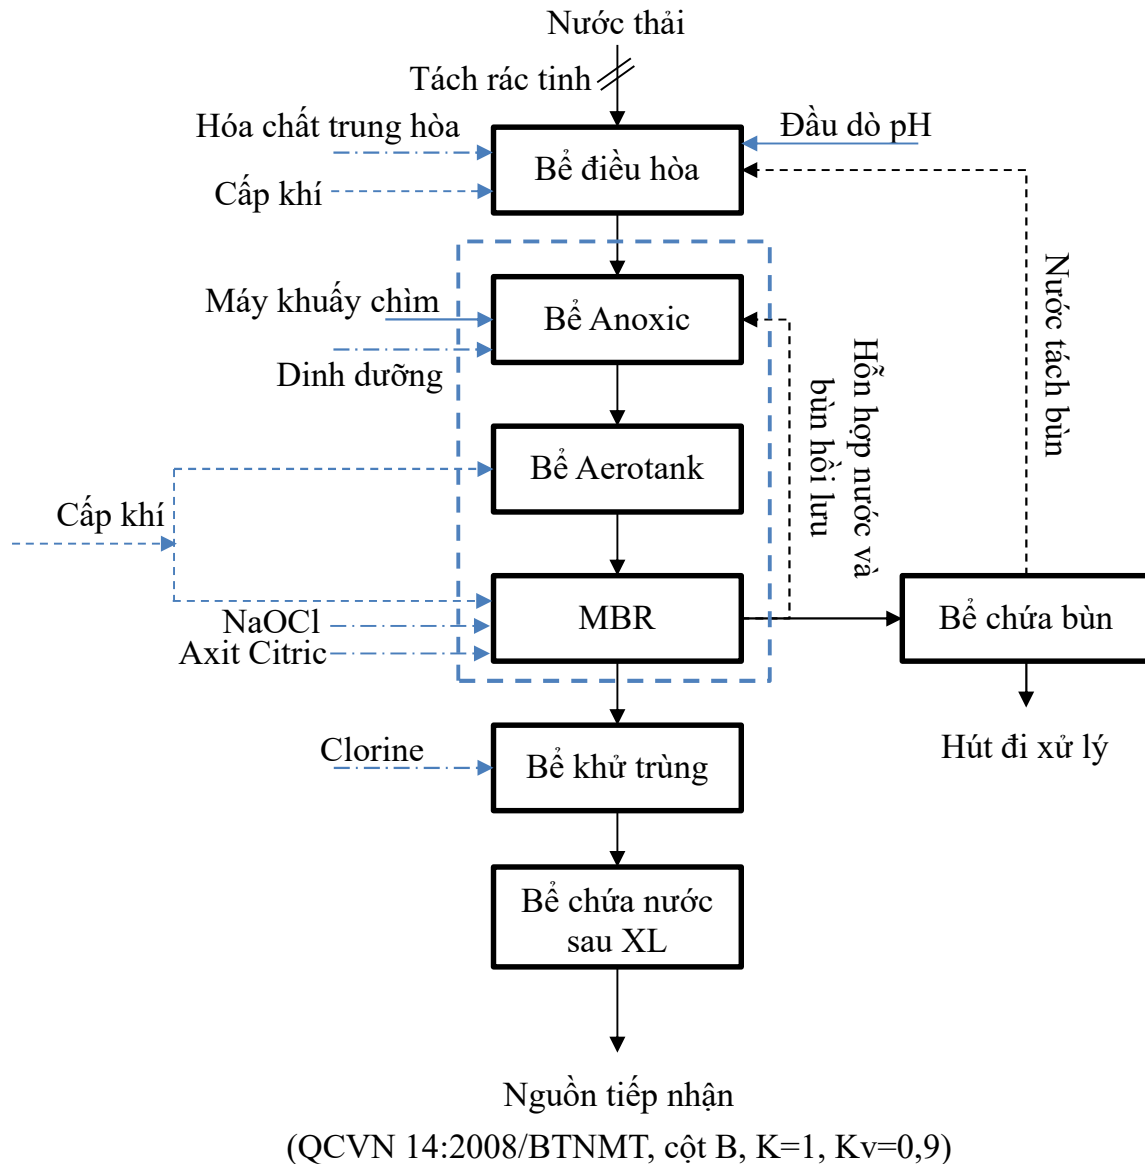 Nước thải
Tách rác tinh
Hóa chất trung hòa
Đầu dò pH
Bể điều hòa
Cấp khí
Nước tách bùn
Máy khuấy chìm
Bể Anoxic
Dinh dưỡng
Hỗn hợp nước và
bùn hồi lưu
Bể Aerotank
Cấp khí
MBR
NaOCl
Axit Citric
Bể chứa bùn
Hút đi xử lý
Clorine
Bể khử trùng
Bể chứa nước
sau XL
Nguồn tiếp nhận
(QCVN 14:2008/BTNMT, cột B, K=1, Kv=0,9)